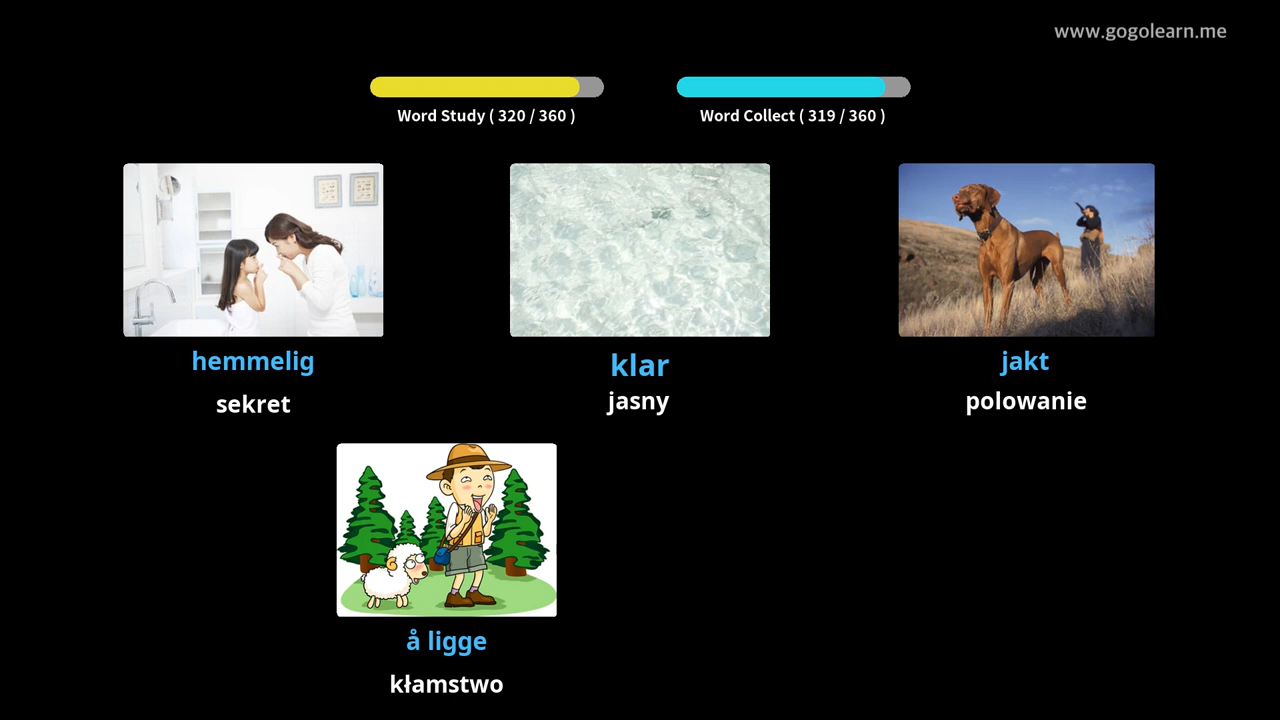 www.gogolearn.me
Word Study ( 320 / 360 )
Word Collect ( 319 / 360 )
hemmelig
sekret
klar
jasny
jakt
polowanie
å ligge
kłamstwo